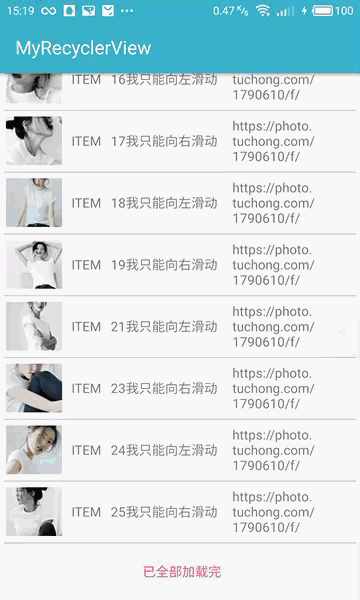 15:19 0.47 K/s 100
MyRecyclerView
ITEM 16我只能向左滑动
tuchong.com/
1790610/f/
https://photo.
ITEM 17我只能向右滑动 tuchong.com/
1790610/f/
https://photo.
ITEM 18我只能向左滑动 tuchong.com/
1790610/f/
https://photo.
ITEM 19我只能向右滑动 tuchong.com/
1790610/f/
https://photo.
ITEM 21我只能向左滑动 tuchong.com/
1790610/f/
https://photo.
ITEM 23我只能向右滑动 tuchong.com/
1790610/f/
https://photo.
ITEM 24我只能向左滑动 tuchong.com/
1790610/f/
https://photo.
ITEM 25我只能向右滑动 tuchong.com/
1790610/f/
已全部加载完